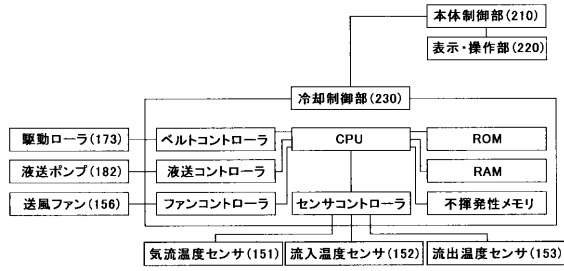 本体制御部(210)
表示・操作部(220)
冷却制御部(230)
駆動ローラ(173)
ベルトコントローラ
CPU
ROM
液送ポンプ(182)
液送コントローラ
RAM
送風ファン(156)
ファンコントローラ
センサコントローラ
不揮発性メモリ
気流温度センサ(151)
流入温度センサ(152)
流出温度センサ(153)